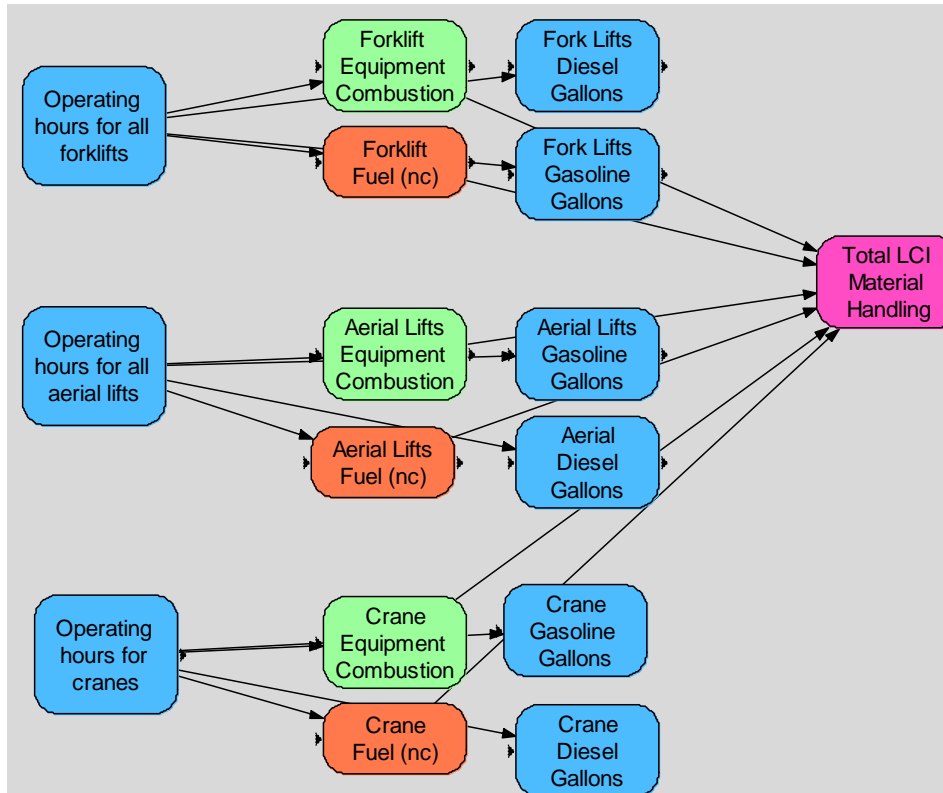 Forklift
Equipment
Combustion
Fork Lifts
Diesel
Gallons
Operating
hours for all
forklifts
Forklift
Fuel (nc)
Fork Lifts
Gasoline
Gallons
Total LCI
Material
Handling
Operating
hours for all
aerial lifts
Aerial Lifts
Equipment
Combustion
Aerial Lifts
Gasoline
Gallons
Aerial Lifts
Fuel (nc)
Aerial
Diesel
Gallons
Operating
hours for
cranes
Crane
Equipment
Combustion
Crane
Gasoline
Gallons
Crane
Fuel (nc)
Crane
Diesel
Gallons